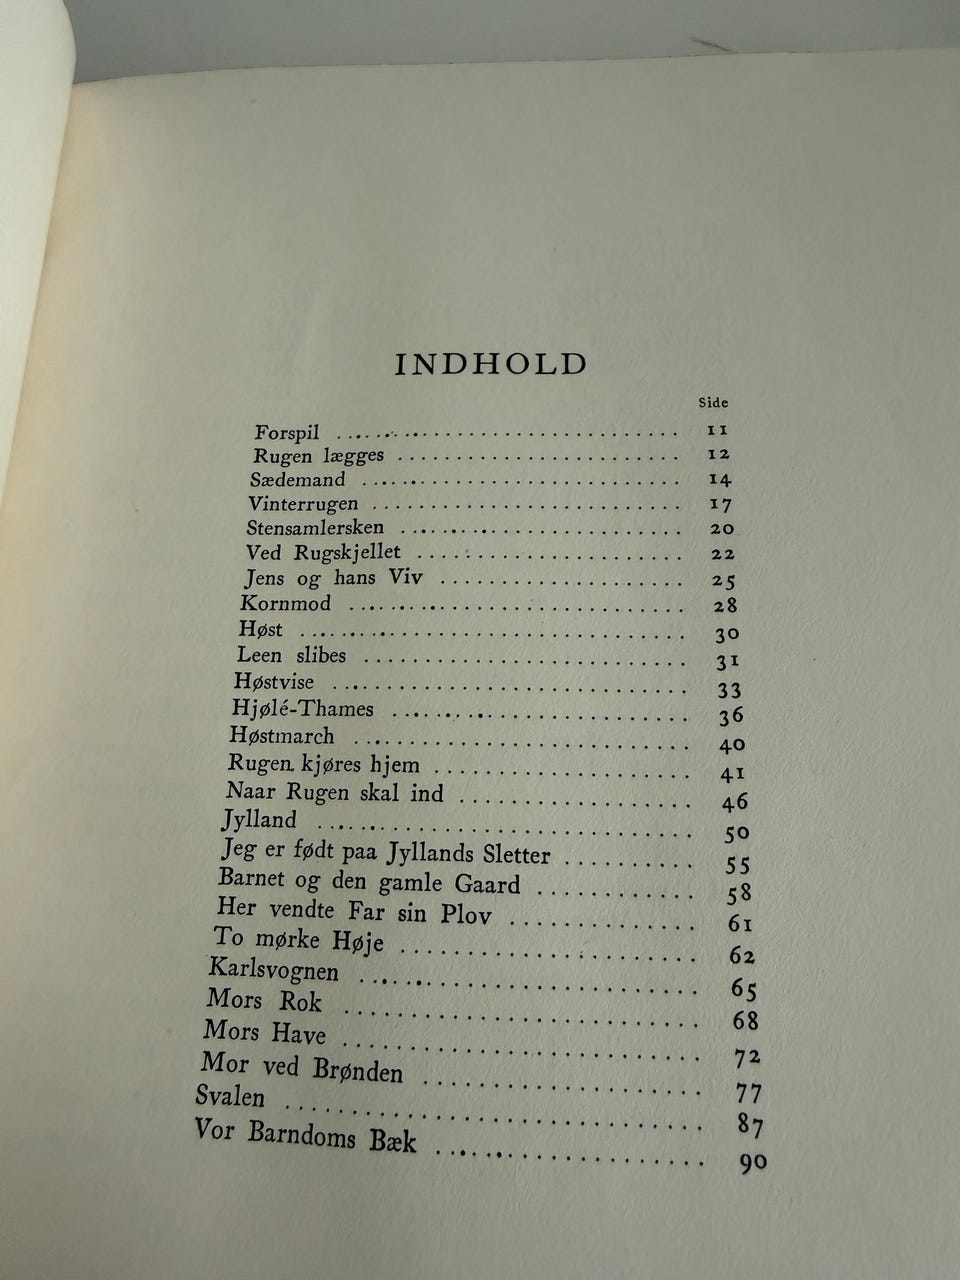 INDHOLD
Side
Forspil ........................... 11
Rugen lægges ........................ 12
Sædemand .......................... 14
Vinterrugen ......................... 17
Stensamlersken ...................... 20
Ved Rugskjellet ..................... 22
Jens og hans Viv ................... 25
Kornmod ........................... 28
Høst ............................... 30
Leen slibes ......................... 31
Høstvise ........................... 33
Hjølé-Thames ....................... 36
Høstmarch .......................... 40
Rugen kjøres hjem .................. 41
Naar Rugen skal ind ................ 46
Jylland ............................ 50
Jeg er født paa Jyllands Sletter .......... 55
Barnet og den gamle Gaard ............ 58
Her vendte Far sin Plov .............. 61
To mørke Høje ...................... 62
Karlsvognen ........................ 65
Mors Rok .......................... 68
Mors Have ......................... 72
Mor ved Brønden .................... 77
Svalen ............................. 87
Vor Barndoms Bæk .................. 90